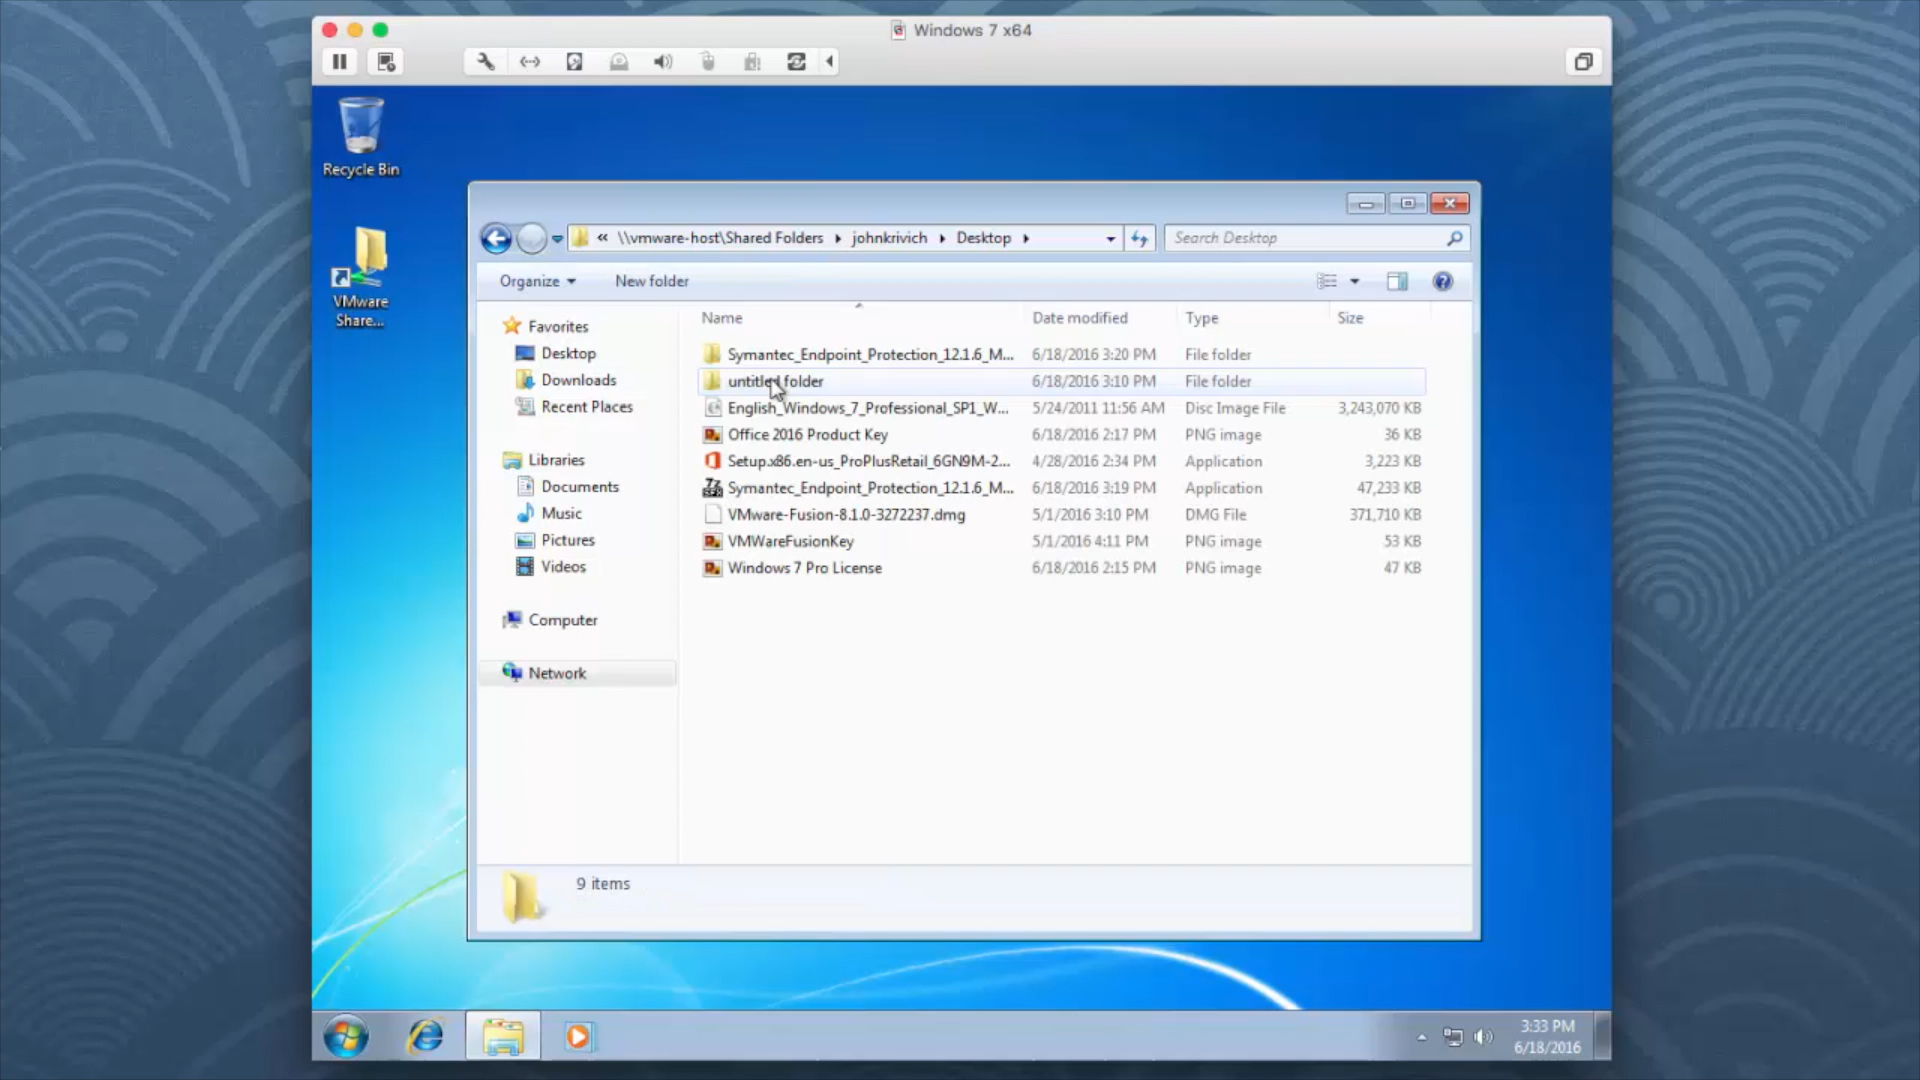 Windows 7 x64
Recycle Bin
VMware
Share...
« \\vmware-host\Shared Folders johnkrivich Desktop
Search Desktop
Organize New folder
Name Date modified Type Size
Favorites
Desktop
Downloads
Recent Places
Libraries
Documents
Music
Pictures
Videos
Computer
Network
Symantec_Endpoint_Protection_12.1.6_M... 6/18/2016 3:20 PM File folder
untitled folder 6/18/2016 3:10 PM File folder
English_Windows_7_Professional_SP1_W... 5/24/2011 11:56 AM Disc Image File 3,243,070 KB
Office 2016 Product Key 6/18/2016 2:17 PM PNG image 36 KB
Setup.x86.en-us_ProPlusRetail_6GN9M-2... 4/28/2016 2:34 PM Application 3,223 KB
Symantec_Endpoint_Protection_12.1.6_M... 6/18/2016 3:19 PM Application 47,233 KB
VMware-Fusion-8.1.0-3272237.dmg 5/1/2016 3:10 PM DMG File 371,710 KB
VMWareFusionKey 5/1/2016 4:11 PM PNG image 53 KB
Windows 7 Pro License 6/18/2016 2:15 PM PNG image 47 KB
9 items
3:33 PM
6/18/2016